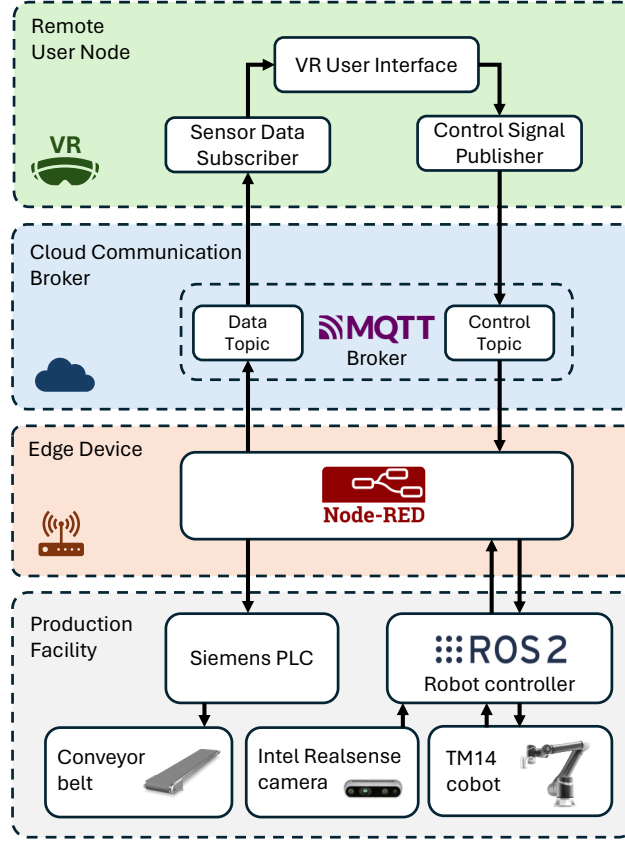 Remote
User Node
VR User Interface
Sensor Data
Subscriber
Control Signal
Publisher
VR
Cloud Communication
Broker
Data
Topic
MQTT
Broker
Control
Topic
Edge Device
Node-RED
Production
Facility
Siemens PLC
ROS 2
Robot controller
Conveyor
belt
Intel Realsense
camera
TM14
cobot